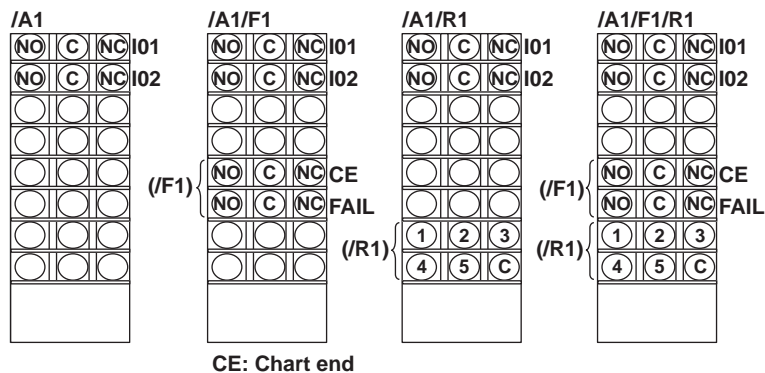 /A1 /A1/F1 /A1/R1 /A1/F1/R1
NO C NC I01 NO C NC I01 NO C NC I01 NO C NC I01
NO C NC I02 NO C NC I02 NO C NC I02 NO C NC I02
(/F1) NO C NC CE (/F1) NO C NC CE
NO C NC FAIL NO C NC FAIL
(/R1) 1 2 3 (/R1) 1 2 3
4 5 C 4 5 C
CE: Chart end